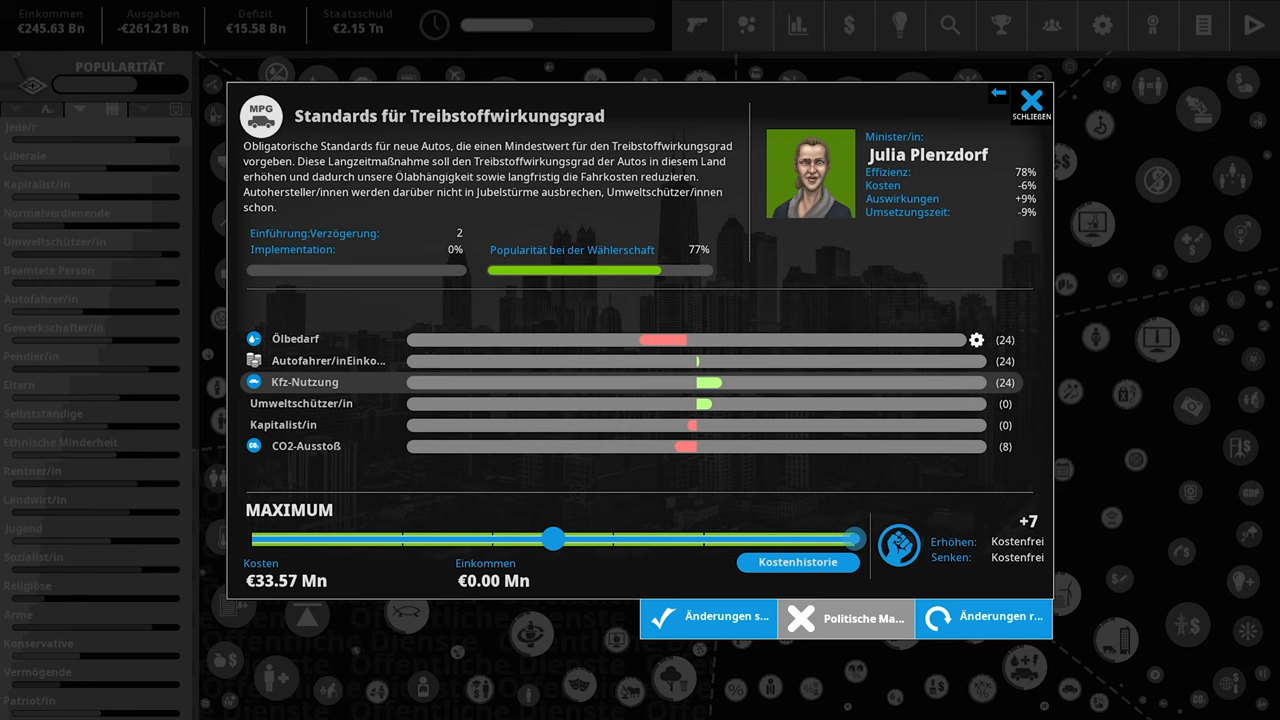 Einkommen
€245.63 Bn
Ausgaben
-€261.21 Bn
Defizit
€15.58 Bn
Staatsschuld
€2.15 Tn
POPULARITÄT
Jede/r
Liberale
Kapitalist/in
Normalverdienende
Umweltschützer/in
Beamtete Person
Autofahrer/in
Gewerkschafter/in
Pendler/in
Eltern
Selbstständige
Ethnische Minderheit
Rentner/in
Landwirt/in
Jugend
Sozialist/in
Religiöse
Arme
Konservative
Vermögende
Patriot/in
MPG
Standards für Treibstoffwirkungsgrad
SCHLIEßEN
Obligatorische Standards für neue Autos, die einen Mindestwert für den Treibstoffwirkungsgrad
vorgeben. Diese Langzeitmaßnahme soll den Treibstoffwirkungsgrad der Autos in diesem Land
erhöhen und dadurch unsere Ölabhängigkeit sowie langfristig die Fahrkosten reduzieren.
Autohersteller/innen werden darüber nicht in Jubelstürme ausbrechen, Umweltschützer/innen
schon.
Einführung:Verzögerung: 2
Implementation: 0%
Popularität bei der Wählerschaft 77%
Minister/in:
Julia Plenzdorf
Effizienz: 78%
Kosten -6%
Auswirkungen +9%
Umsetzungszeit: -9%
Ölbedarf (24)
Autofahrer/inEinko... (24)
Kfz-Nutzung (24)
Umweltschützer/in (0)
Kapitalist/in (0)
CO2-Ausstoß (8)
MAXIMUM
Kosten
€33.57 Mn
Einkommen
€0.00 Mn
Kostenhistorie
+7
Erhöhen: Kostenfrei
Senken: Kostenfrei
Änderungen s...
Politische Ma...
Änderungen r...
GDP
Öffentliche Dienste